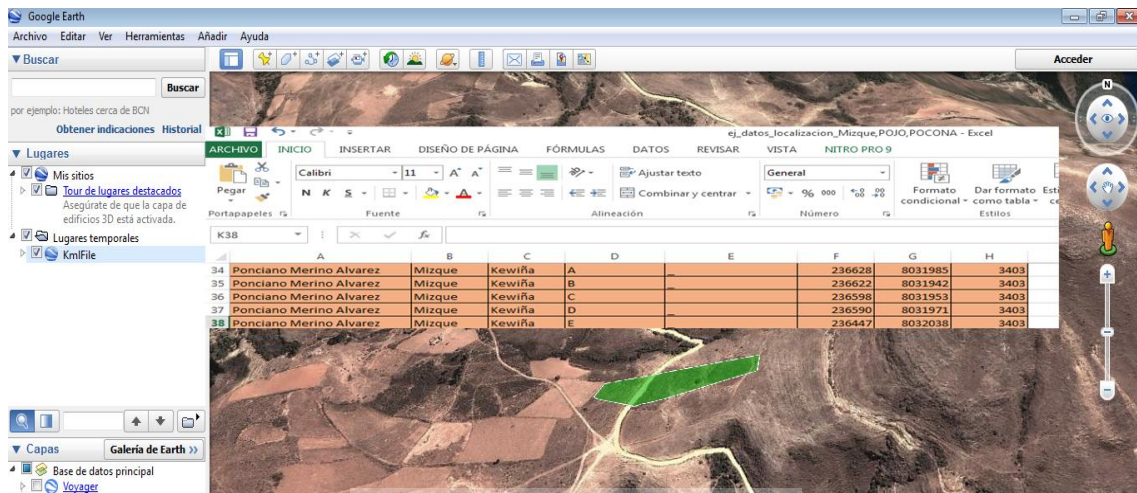 Google Earth
Archivo Editar Ver Herramientas Añadir Ayuda
Buscar
Acceder
Buscar
por ejemplo: Hoteles cerca de BCN
Obtener indicaciones Historial
Lugares
Mis sitios
Tour de lugares destacados
Asegúrate de que la capa de
edificios 3D está activada.
Lugares temporales
KmlFile
Capas Galería de Earth >>
Base de datos principal
Voyager
N
ej_datos_localizacion_Mizque,POJO,POCONA - Excel
ARCHIVO INICIO INSERTAR DISEÑO DE PÁGINA FÓRMULAS DATOS REVISAR VISTA NITRO PRO 9
Calibri 11 A A Ajustar texto General
Pegar N K S A Combinar y centrar % 000 Formato Dar formato Esti
condicional como tabla ce
Portapapeles Fuente Alineación Número Estilos
K38 fx
A B C D E F G H
34 Ponciano Merino Alvarez Mizque Kewiña A _ 236628 8031985 3403
35 Ponciano Merino Alvarez Mizque Kewiña B _ 236622 8031942 3403
36 Ponciano Merino Alvarez Mizque Kewiña C 236598 8031953 3403
37 Ponciano Merino Alvarez Mizque Kewiña D _ 236590 8031971 3403
38 Ponciano Merino Alvarez Mizque Kewiña E 236447 8032038 3403